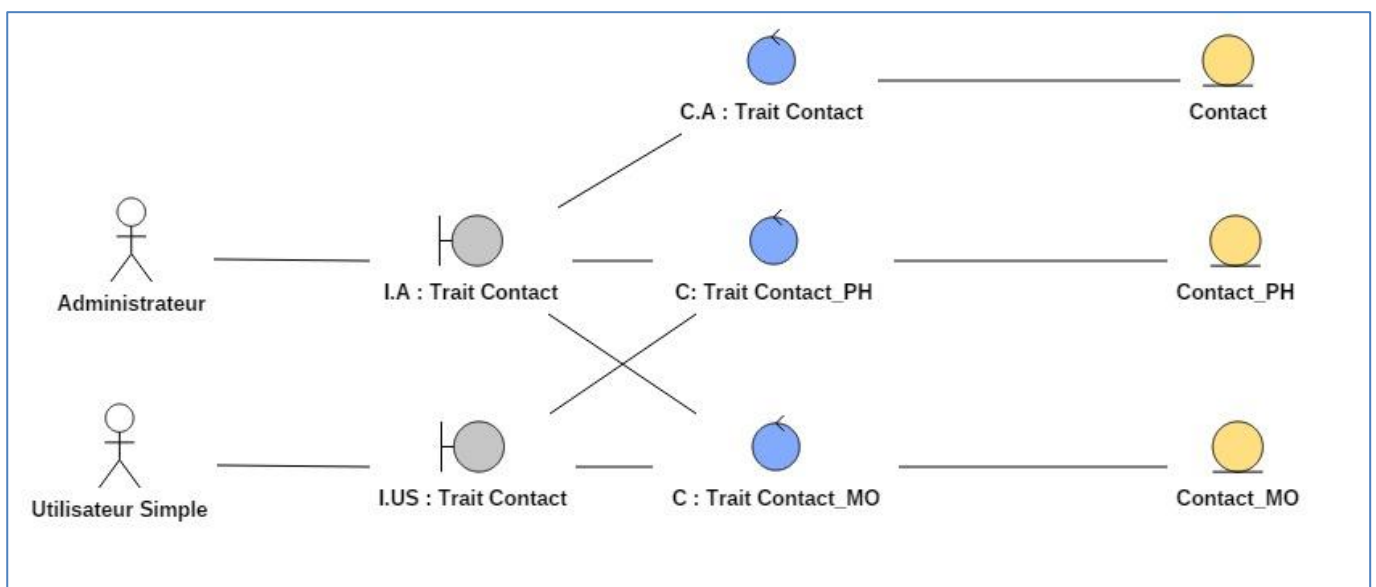 C.A : Trait Contact
Contact
Administrateur
I.A : Trait Contact
C: Trait Contact_PH
Contact_PH
Utilisateur Simple
I.US : Trait Contact
C : Trait Contact_MO
Contact_MO